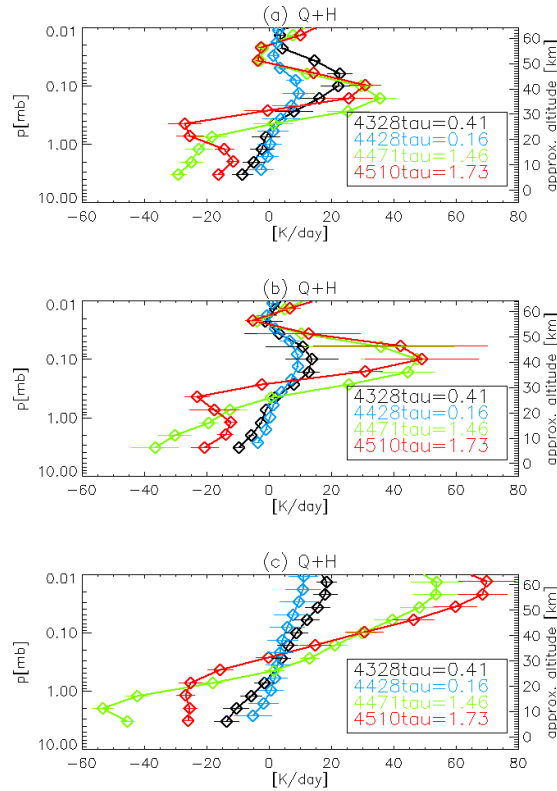 (a) Q+H
0.01
0.10
1.00
10.00
p[mb]
60
50
40
30
20
10
0
approx. altitude [km]
4328tau=0.41
4428tau=0.16
4471tau=1.46
4510tau=1.73
-60 -40 -20 0 20 40 60 80
[K/day]
(b) Q+H
0.01
0.10
1.00
10.00
p[mb]
60
50
40
30
20
10
0
approx. altitude [km]
4328tau=0.41
4428tau=0.16
4471tau=1.46
4510tau=1.73
-60 -40 -20 0 20 40 60 80
[K/day]
(c) Q+H
0.01
0.10
1.00
10.00
p[mb]
60
50
40
30
20
10
0
approx. altitude [km]
4328tau=0.41
4428tau=0.16
4471tau=1.46
4510tau=1.73
-60 -40 -20 0 20 40 60 80
[K/day]